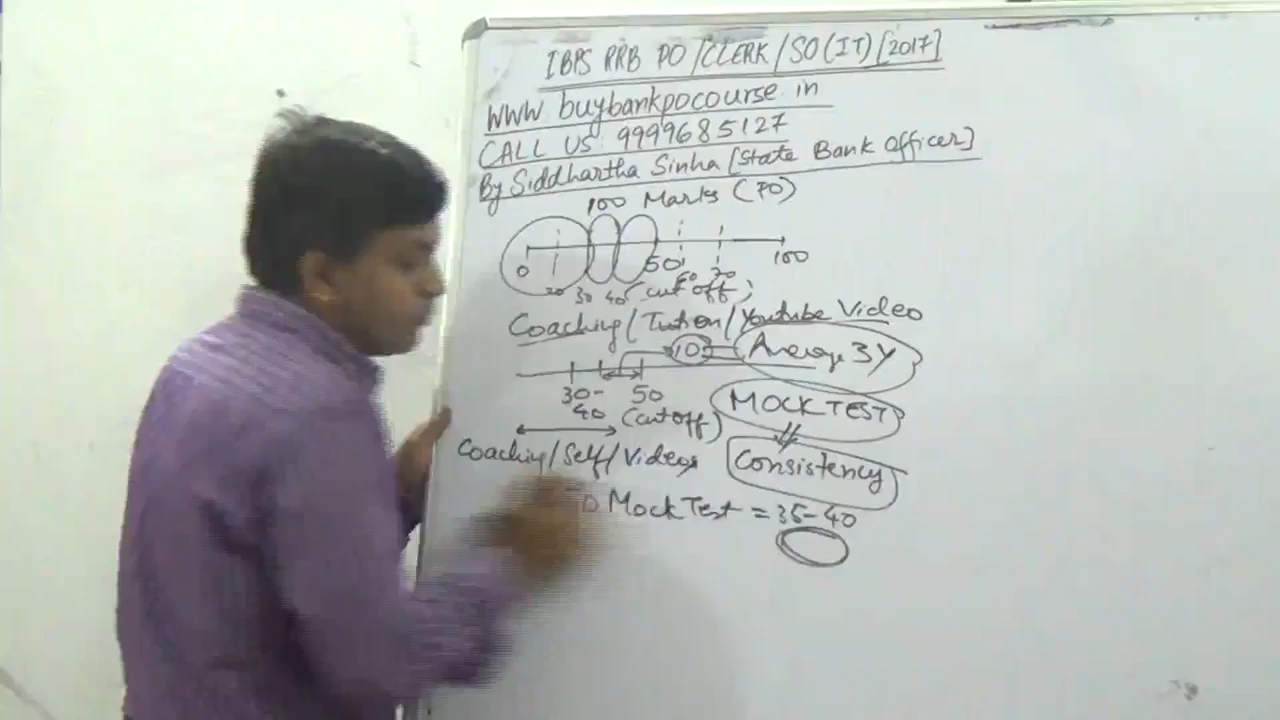 IBPS RRB PO/CLERK/SO(IT)[2017]
WWW buybankpocourse in
CALL US 9999685127
By Siddhartha Sinha [State Bank officer]
100 Marks (PO)
0 20 30 40 50 60 70 100
(cut off)
Coaching/Tution/Youtube Video
10 Average 3Y
30- 50
40 (cutoff)
MOCK TEST
Coaching/Self/Videos
Consistency
Mock Test = 35-40